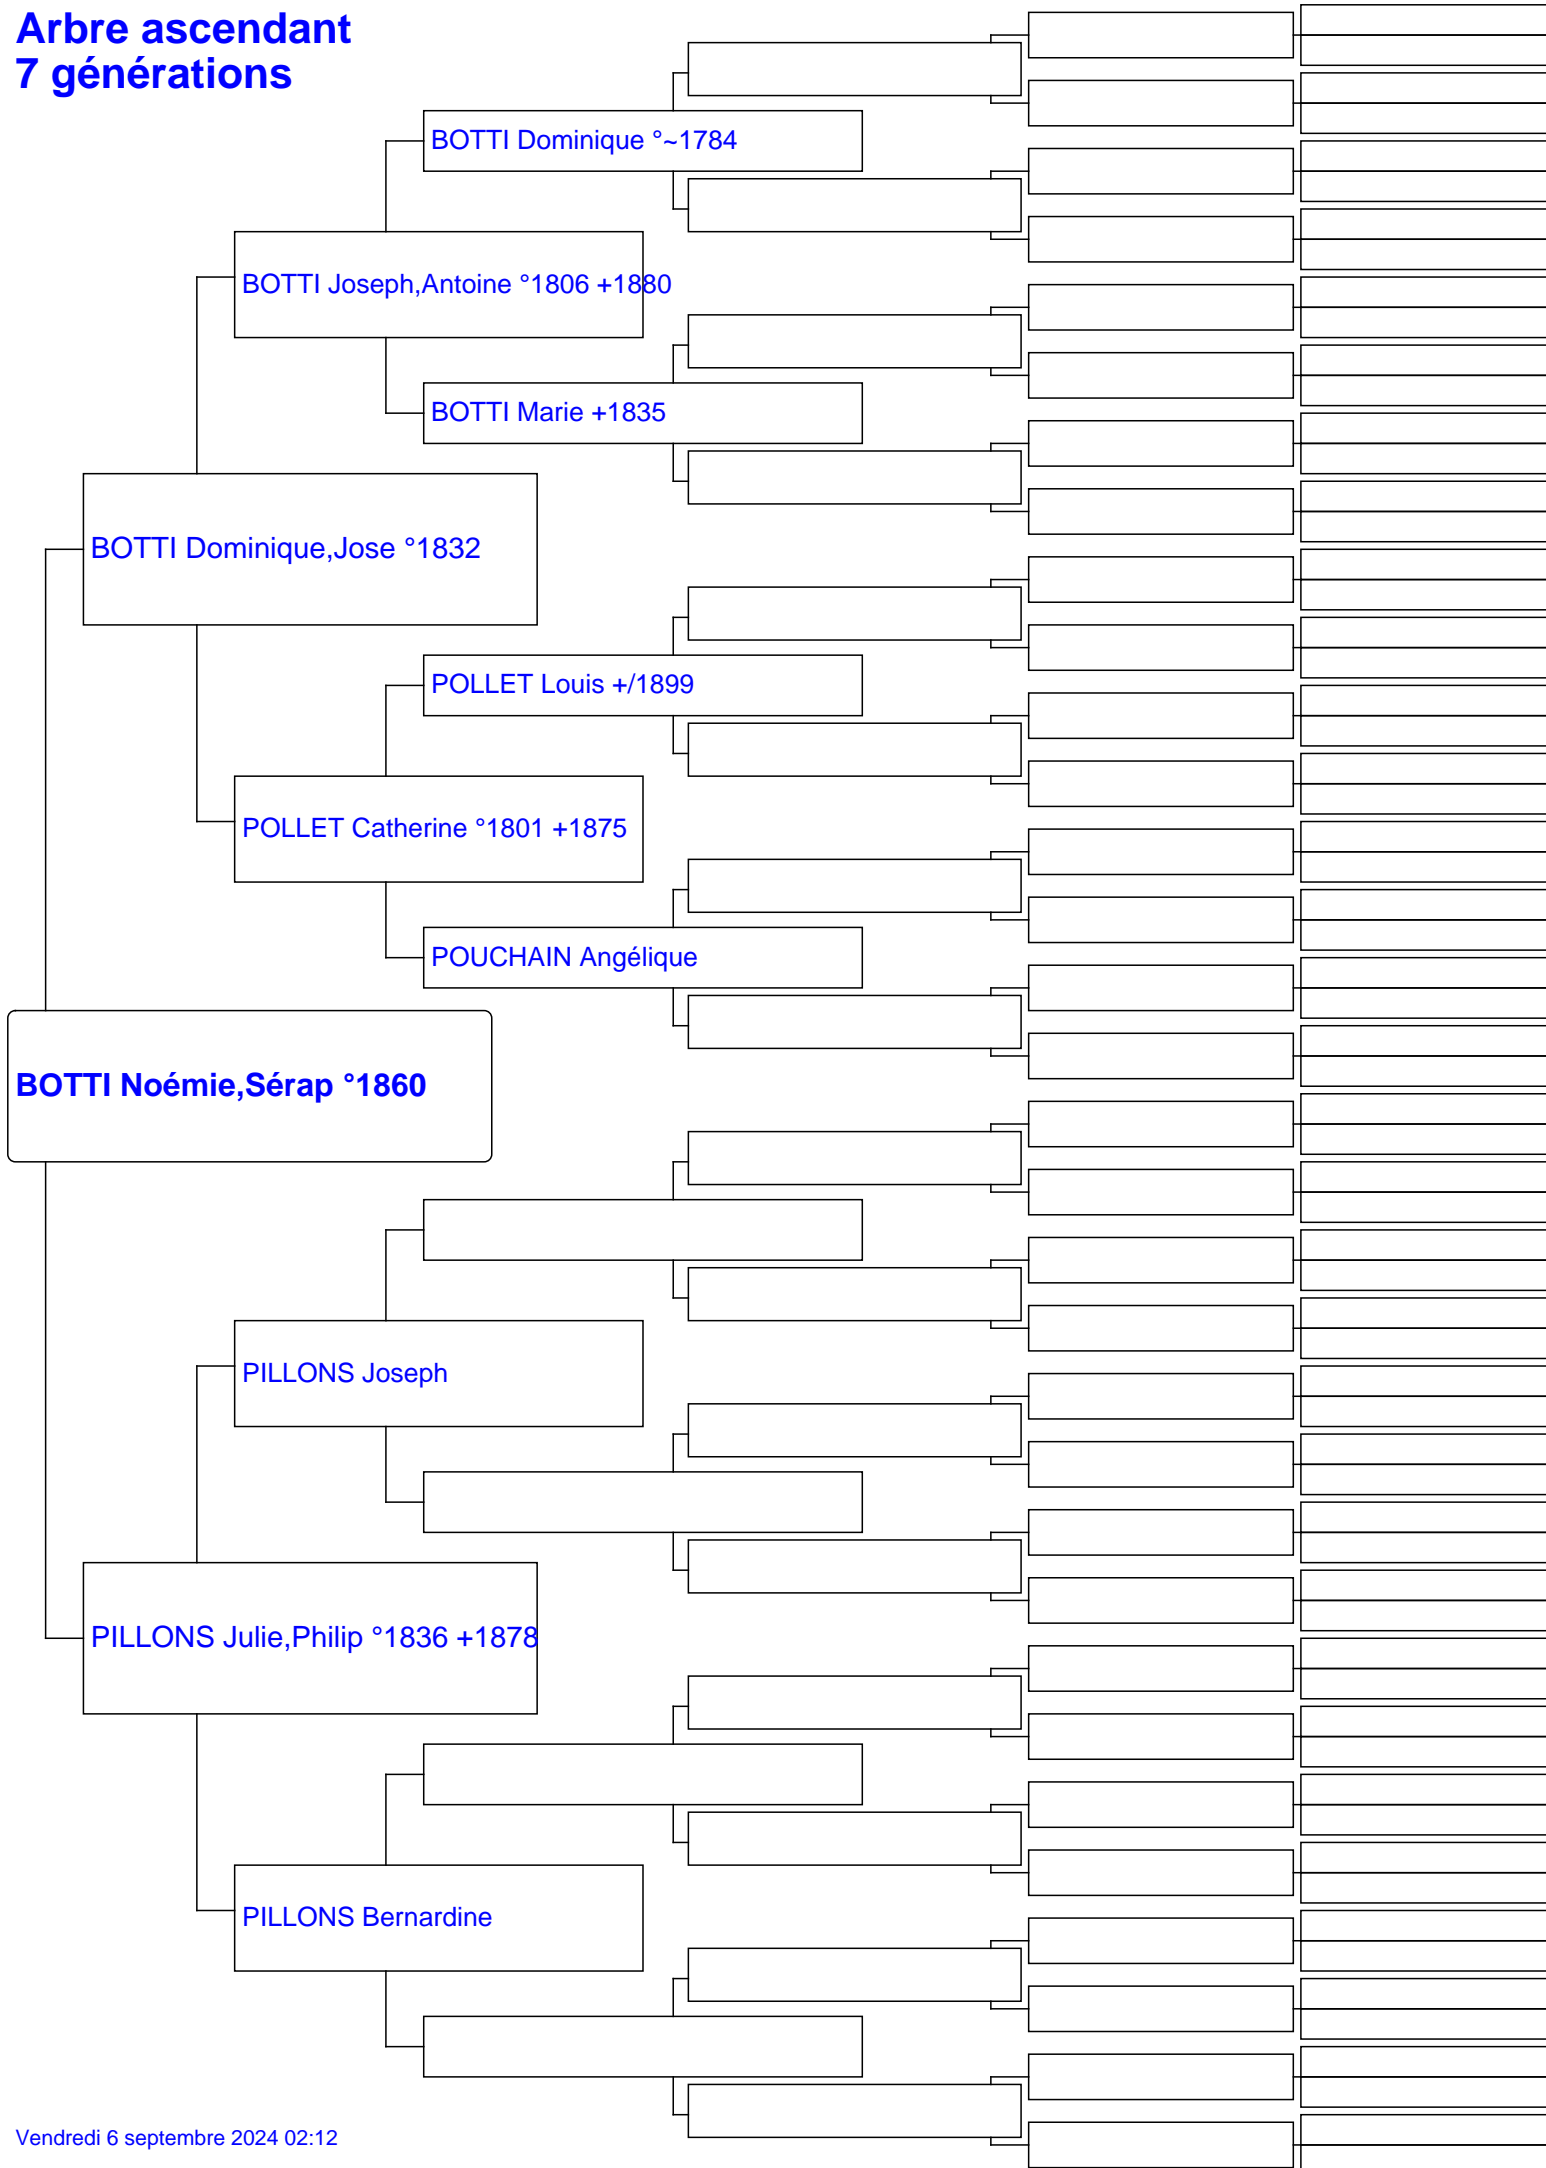 Arbre ascendant
7 générations
BOTTI Dominique °~1784
BOTTI Joseph,Antoine °1806 +1880
BOTTI Marie +1835
BOTTI Dominique,Jose °1832
POLLET Louis +/1899
POLLET Catherine °1801 +1875
POUCHAIN Angélique
BOTTI Noémie,Sérap °1860
PILLONS Joseph
PILLONS Julie,Philip °1836 +1878
PILLONS Bernardine
Vendredi 6 septembre 2024 02:12